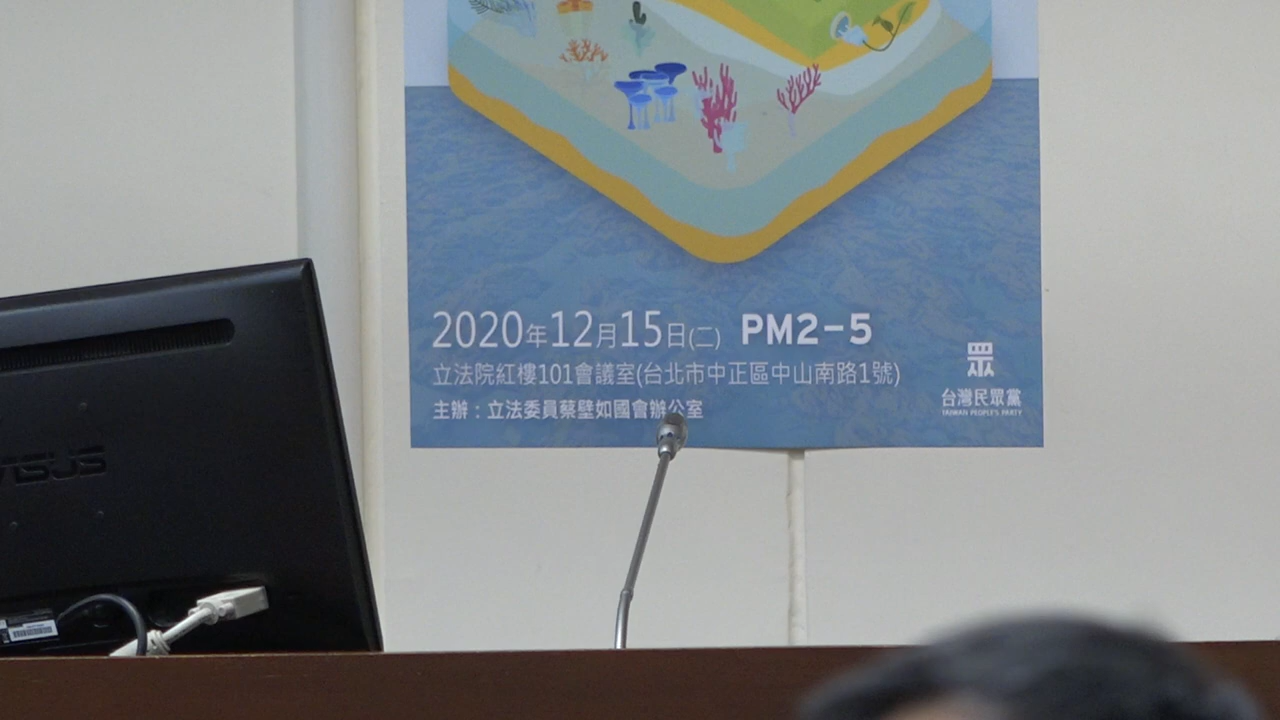 2020年12月15日(二) PM2-5
立法院紅樓101會議室(台北市中正區中山南路1號)
主辦：立法委員蔡壁如國會辦公室
眾
台灣民眾黨
TAIWAN PEOPLE'S PARTY
ASUS